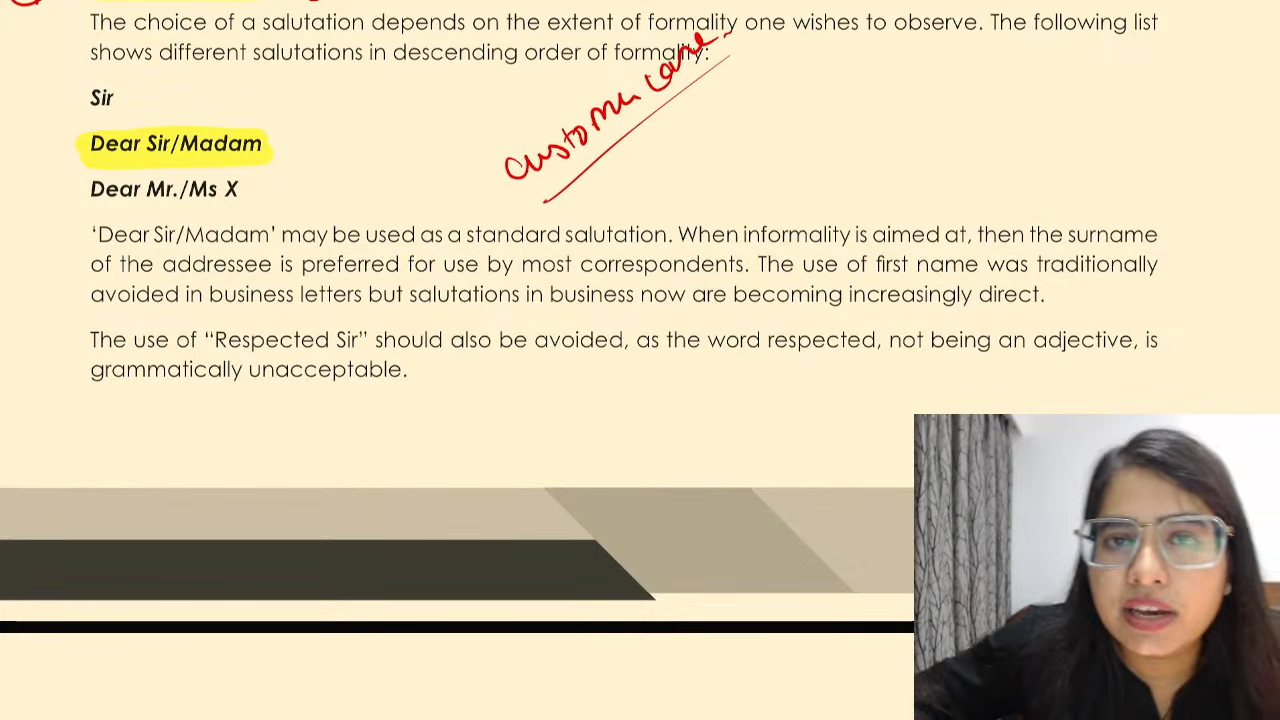 The choice of a salutation depends on the extent of formality one wishes to observe. The following list
shows different salutations in descending order of formality:
customer care
Sir
Dear Sir/Madam
Dear Mr./Ms X
‘Dear Sir/Madam’ may be used as a standard salutation. When informality is aimed at, then the surname
of the addressee is preferred for use by most correspondents. The use of first name was traditionally
avoided in business letters but salutations in business now are becoming increasingly direct.
The use of “Respected Sir” should also be avoided, as the word respected, not being an adjective, is
grammatically unacceptable.